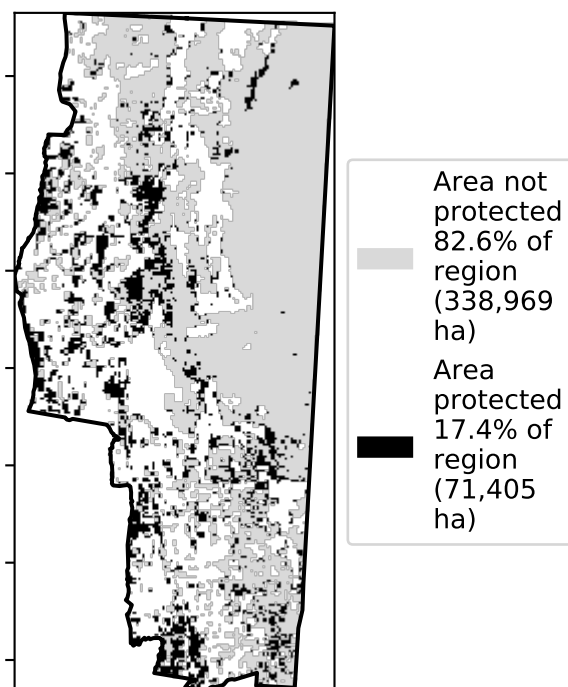 Area not
protected
82.6% of
region
(338,969
ha)
Area
protected
17.4% of
region
(71,405
ha)